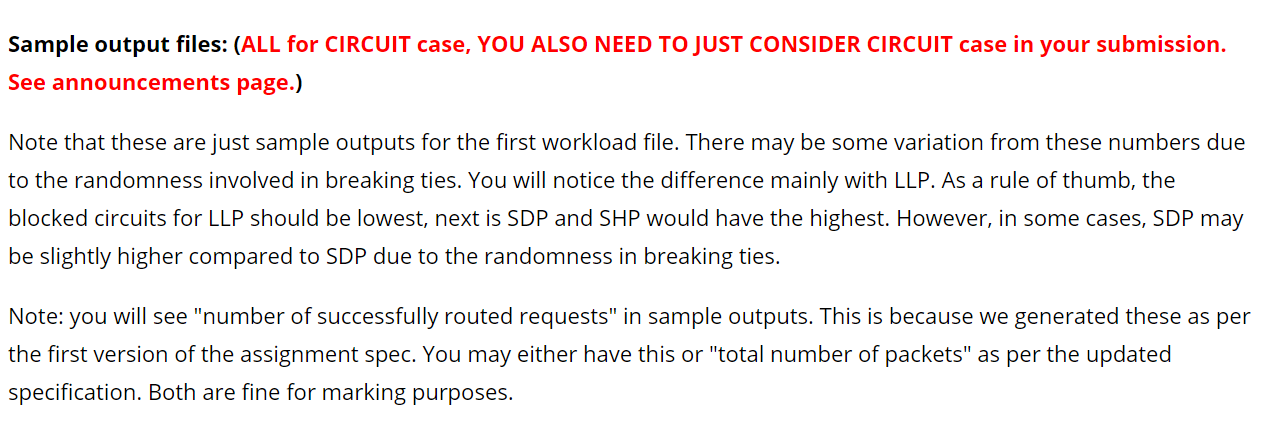 Sample output files: (ALL for CIRCUIT case, YOU ALSO NEED TO JUST CONSIDER CIRCUIT case in your submission.
See announcements page.)
Note that these are just sample outputs for the first workload file. There may be some variation from these numbers due
to the randomness involved in breaking ties. You will notice the difference mainly with LLP. As a rule of thumb, the
blocked circuits for LLP should be lowest, next is SDP and SHP would have the highest. However, in some cases, SDP may
be slightly higher compared to SDP due to the randomness in breaking ties.
Note: you will see "number of successfully routed requests" in sample outputs. This is because we generated these as per
the first version of the assignment spec. You may either have this or "total number of packets" as per the updated
specification. Both are fine for marking purposes.